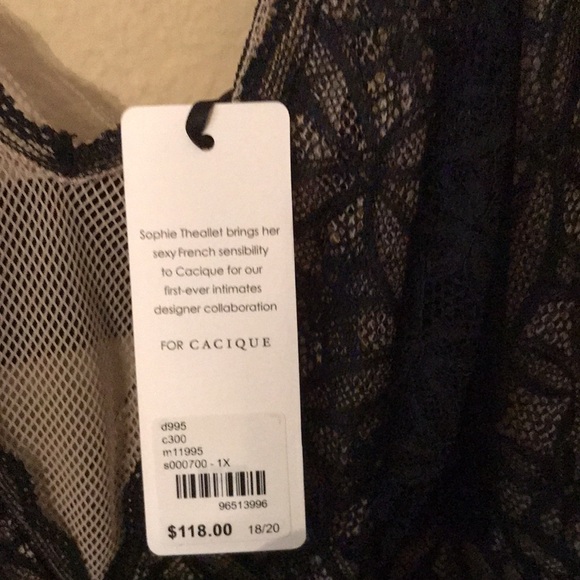 Sophie Theallet brings her
sexy French sensibility
to Cacique for our
first-ever intimates
designer collaboration
FOR CACIQUE
d995
c300
m11995
s000700 - 1X
96513996
$118.00 18/20